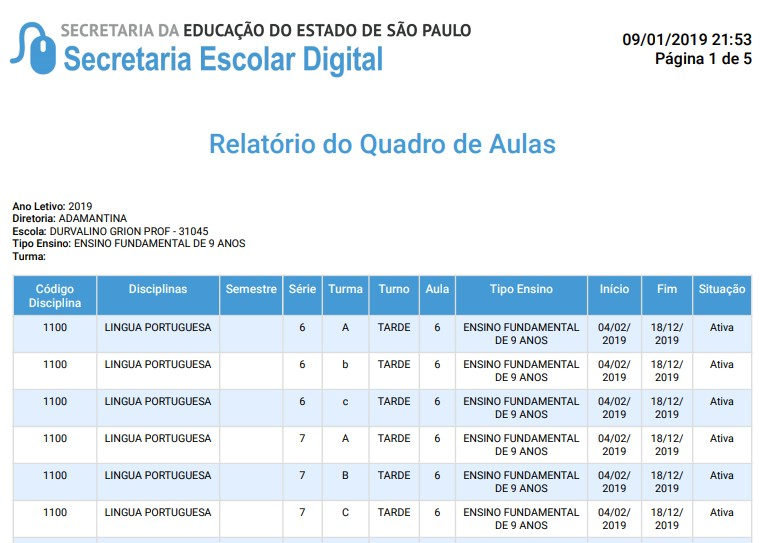 SECRETARIA DA EDUCAÇÃO DO ESTADO DE SÃO PAULO
Secretaria Escolar Digital
09/01/2019 21:53
Página 1 de 5
Relatório do Quadro de Aulas
Ano Letivo: 2019
Diretoria: ADAMANTINA
Escola: DURVALINO GRION PROF - 31045
Tipo Ensino: ENSINO FUNDAMENTAL DE 9 ANOS
Turma:
Código Disciplina Disciplinas Semestre Série Turma Turno Aula Tipo Ensino Início Fim Situação
1100 LINGUA PORTUGUESA 6 A TARDE 6 ENSINO FUNDAMENTAL DE 9 ANOS 04/02/2019 18/12/2019 Ativa
1100 LINGUA PORTUGUESA 6 b TARDE 6 ENSINO FUNDAMENTAL DE 9 ANOS 04/02/2019 18/12/2019 Ativa
1100 LINGUA PORTUGUESA 6 c TARDE 6 ENSINO FUNDAMENTAL DE 9 ANOS 04/02/2019 18/12/2019 Ativa
1100 LINGUA PORTUGUESA 7 A TARDE 6 ENSINO FUNDAMENTAL DE 9 ANOS 04/02/2019 18/12/2019 Ativa
1100 LINGUA PORTUGUESA 7 B TARDE 6 ENSINO FUNDAMENTAL DE 9 ANOS 04/02/2019 18/12/2019 Ativa
1100 LINGUA PORTUGUESA 7 C TARDE 6 ENSINO FUNDAMENTAL DE 9 ANOS 04/02/2019 18/12/2019 Ativa